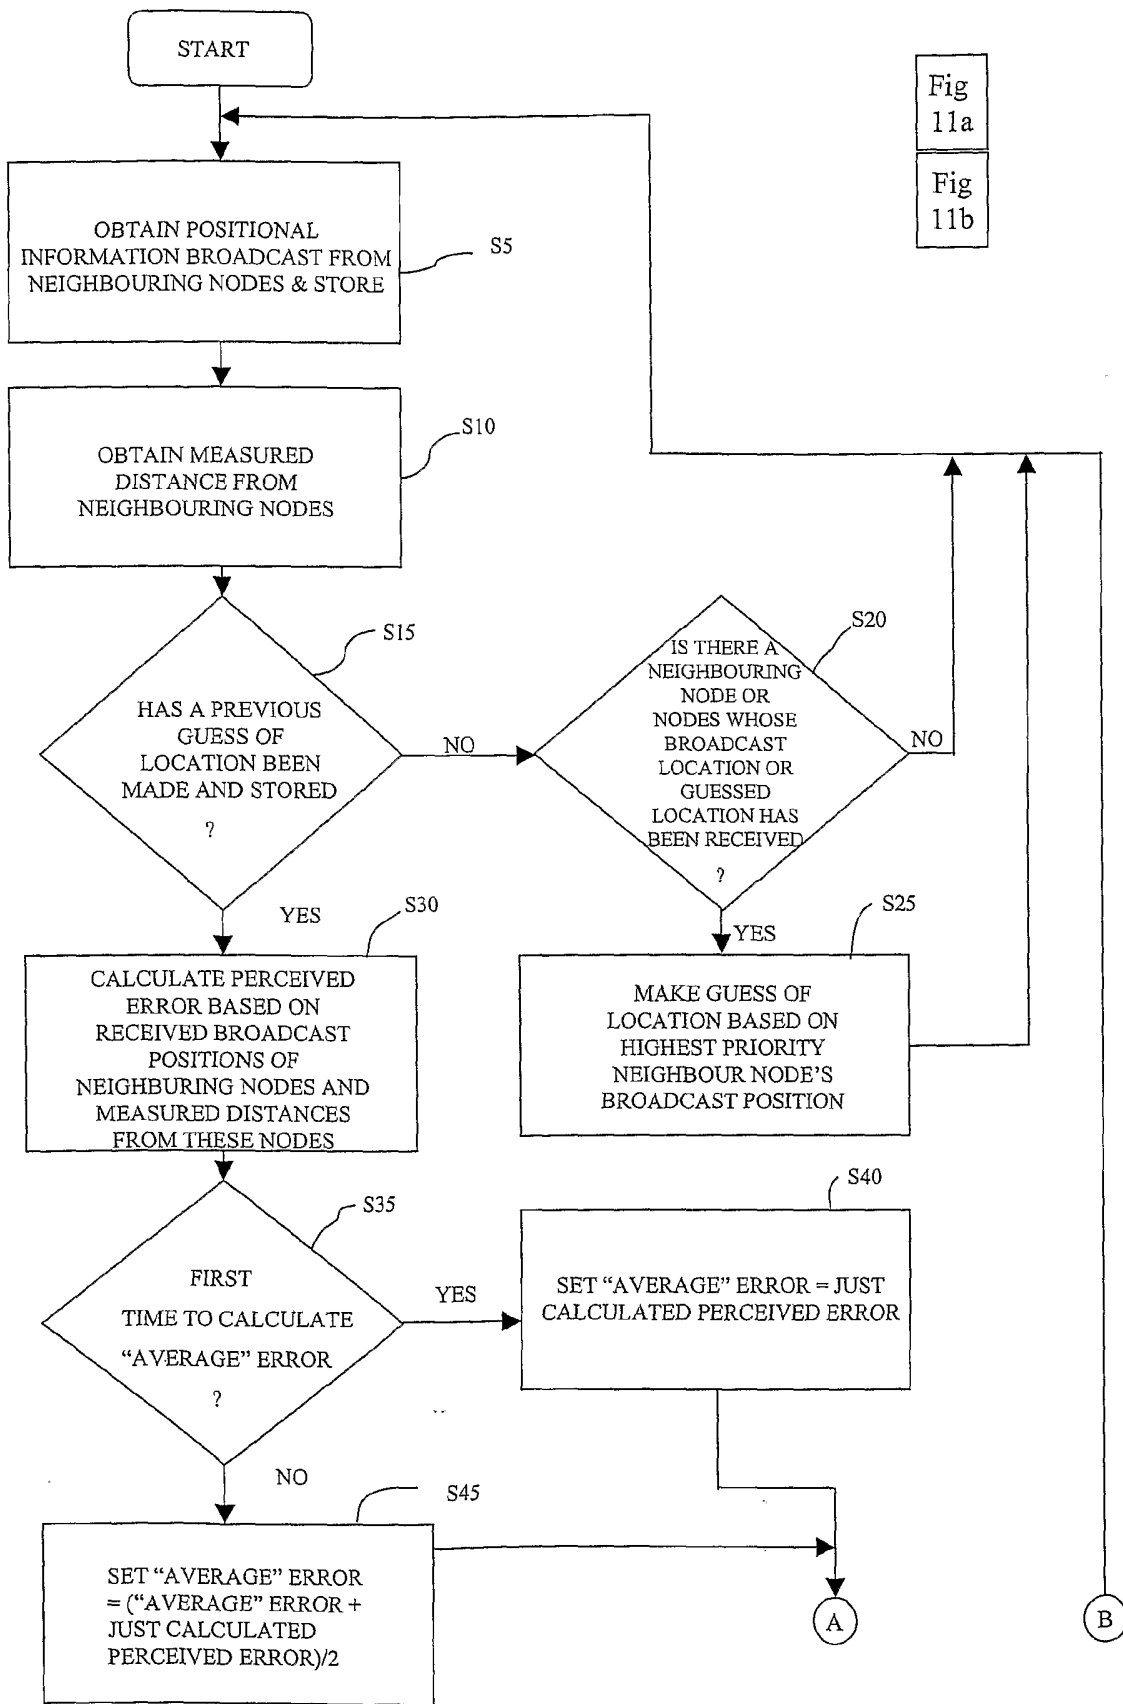 START
Fig
11a
Fig
11b
OBTAIN POSITIONAL
INFORMATION BROADCAST FROM
NEIGHBOURING NODES & STORE
S5
OBTAIN MEASURED
DISTANCE FROM
NEIGHBOURING NODES
S10
HAS A PREVIOUS
GUESS OF
LOCATION BEEN
MADE AND STORED
?
S15
NO
IS THERE A
NEIGHBOURING
NODE OR
NODES WHOSE
BROADCAST
LOCATION OR
GUESSED
LOCATION HAS
BEEN RECEIVED
?
S20
NO
YES
S30
YES
S25
CALCULATE PERCEIVED
ERROR BASED ON
RECEIVED BROADCAST
POSITIONS OF
NEIGHBURING NODES AND
MEASURED DISTANCES
FROM THESE NODES
MAKE GUESS OF
LOCATION BASED ON
HIGHEST PRIORITY
NEIGHBOUR NODE'S
BROADCAST POSITION
S35
S40
FIRST
TIME TO CALCULATE
“AVERAGE” ERROR
?
YES
SET “AVERAGE” ERROR = JUST
CALCULATED PERCEIVED ERROR
NO
S45
SET “AVERAGE” ERROR
= (“AVERAGE” ERROR +
JUST CALCULATED
PERCEIVED ERROR)/2
A
B